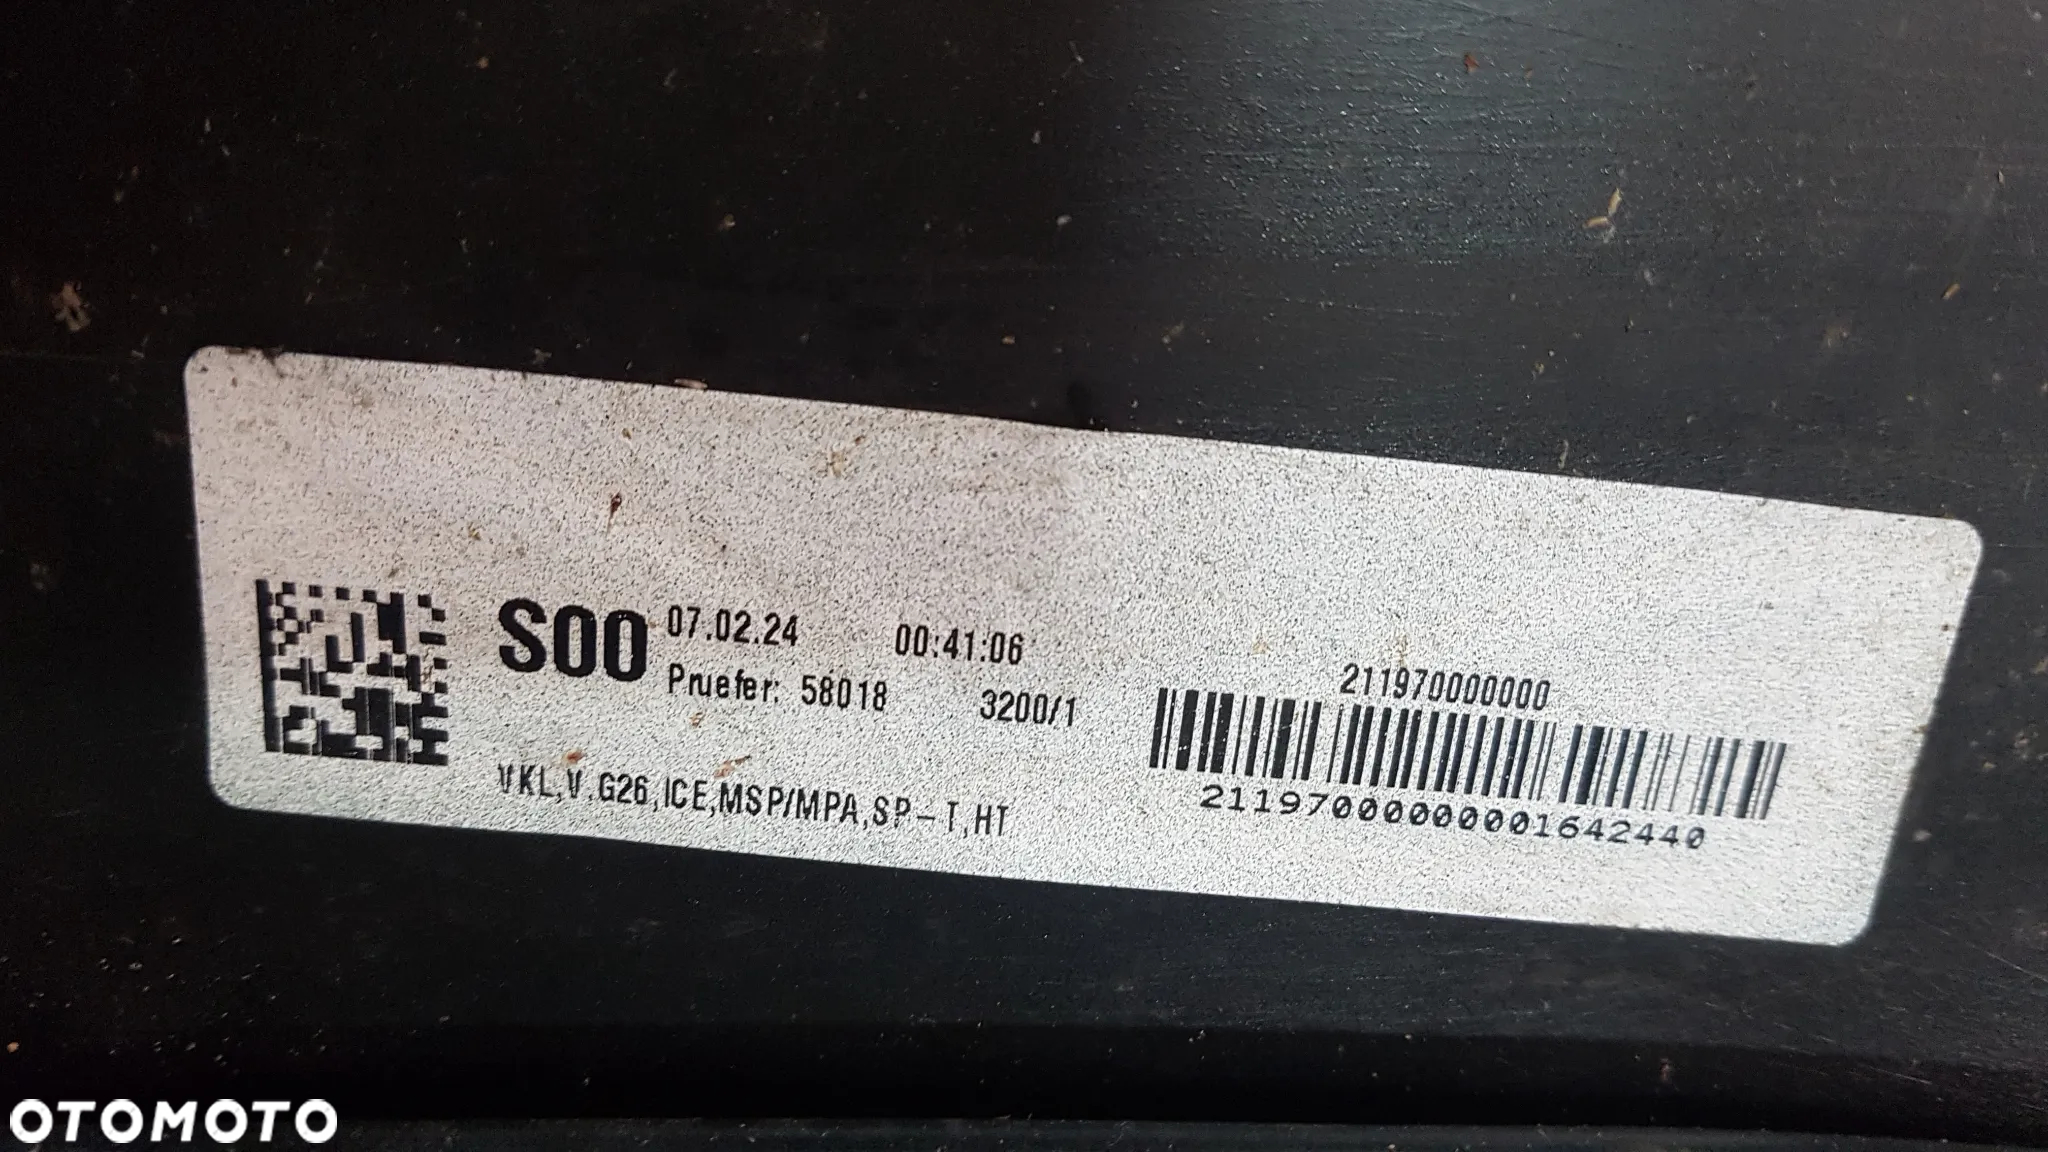 S00 07.02.24 00:41:06
Pruefer: 58018 3200/1
VKL,V,G26,ICE,MSP/MPA,SP-T,HT
211970000000
2119700000000001642440
OTOMOTO